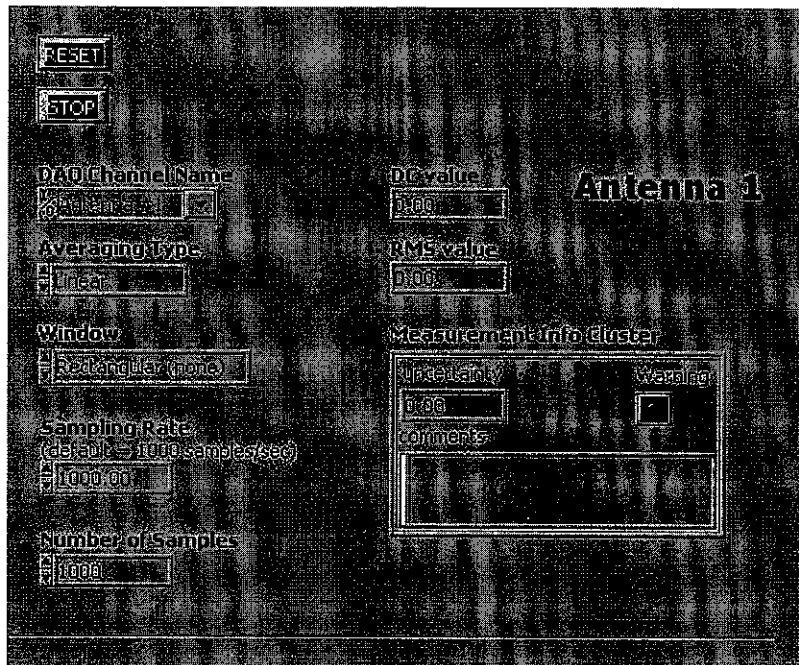 RESET
STOP
DAQ Channel Name
Averaging Type
Linear
Window
Rectangular (none)
Sampling Rate
(default = 1000 samples/sec)
1000.00
Number of Samples
1000
DC value
0.00
Antenna 1
RMS value
0.00
Measurement Info Cluster
uncertainty
Warning
0.00
comments